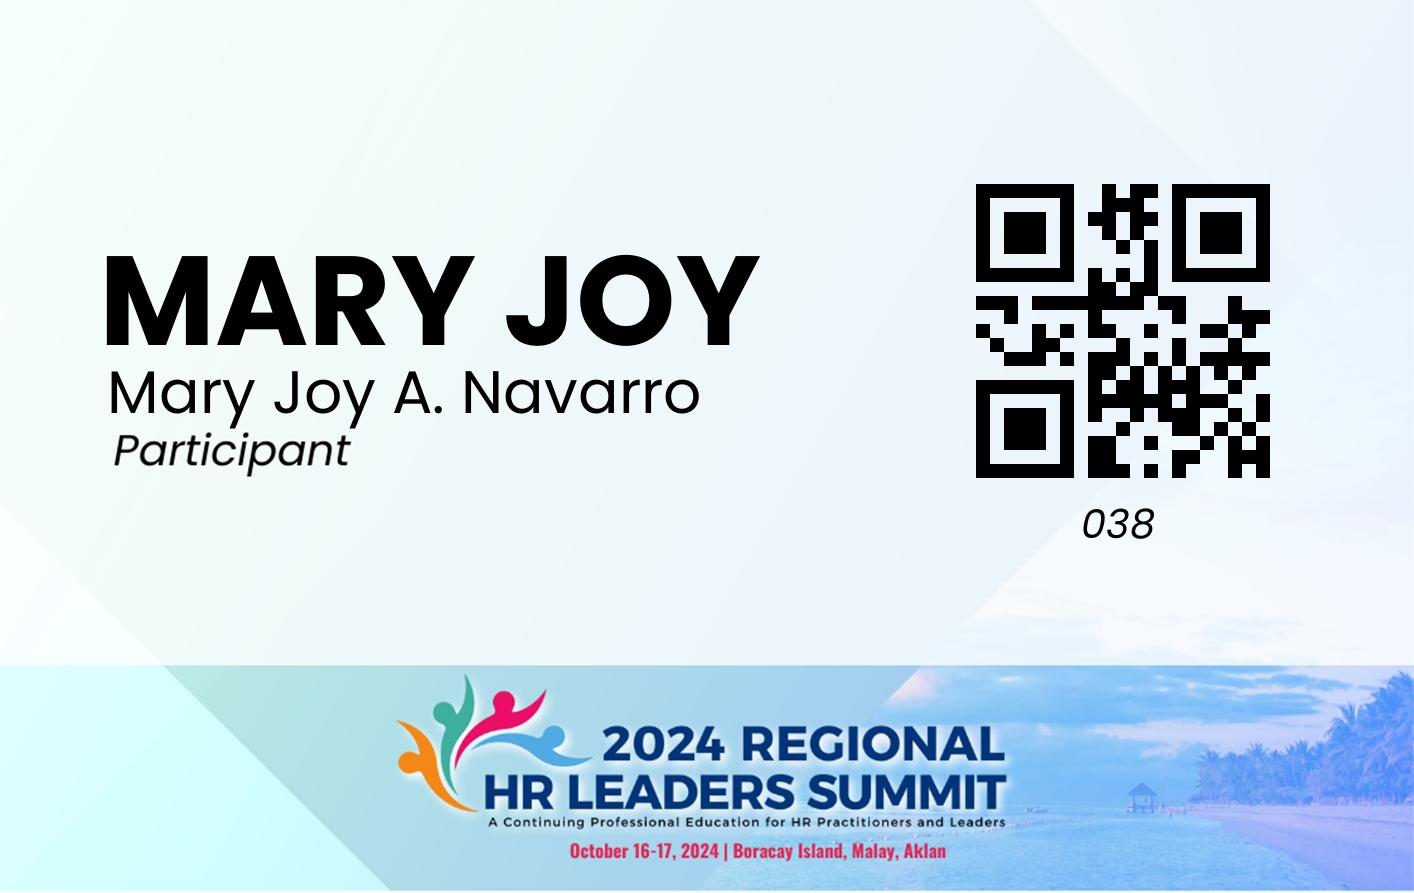 MARY JOY
Mary Joy A. Navarro
Participant
038
2024 REGIONAL
HR LEADERS SUMMIT
A Continuing Professional Education for HR Practitioners and Leaders
October 16-17, 2024 | Boracay Island, Malay, Aklan